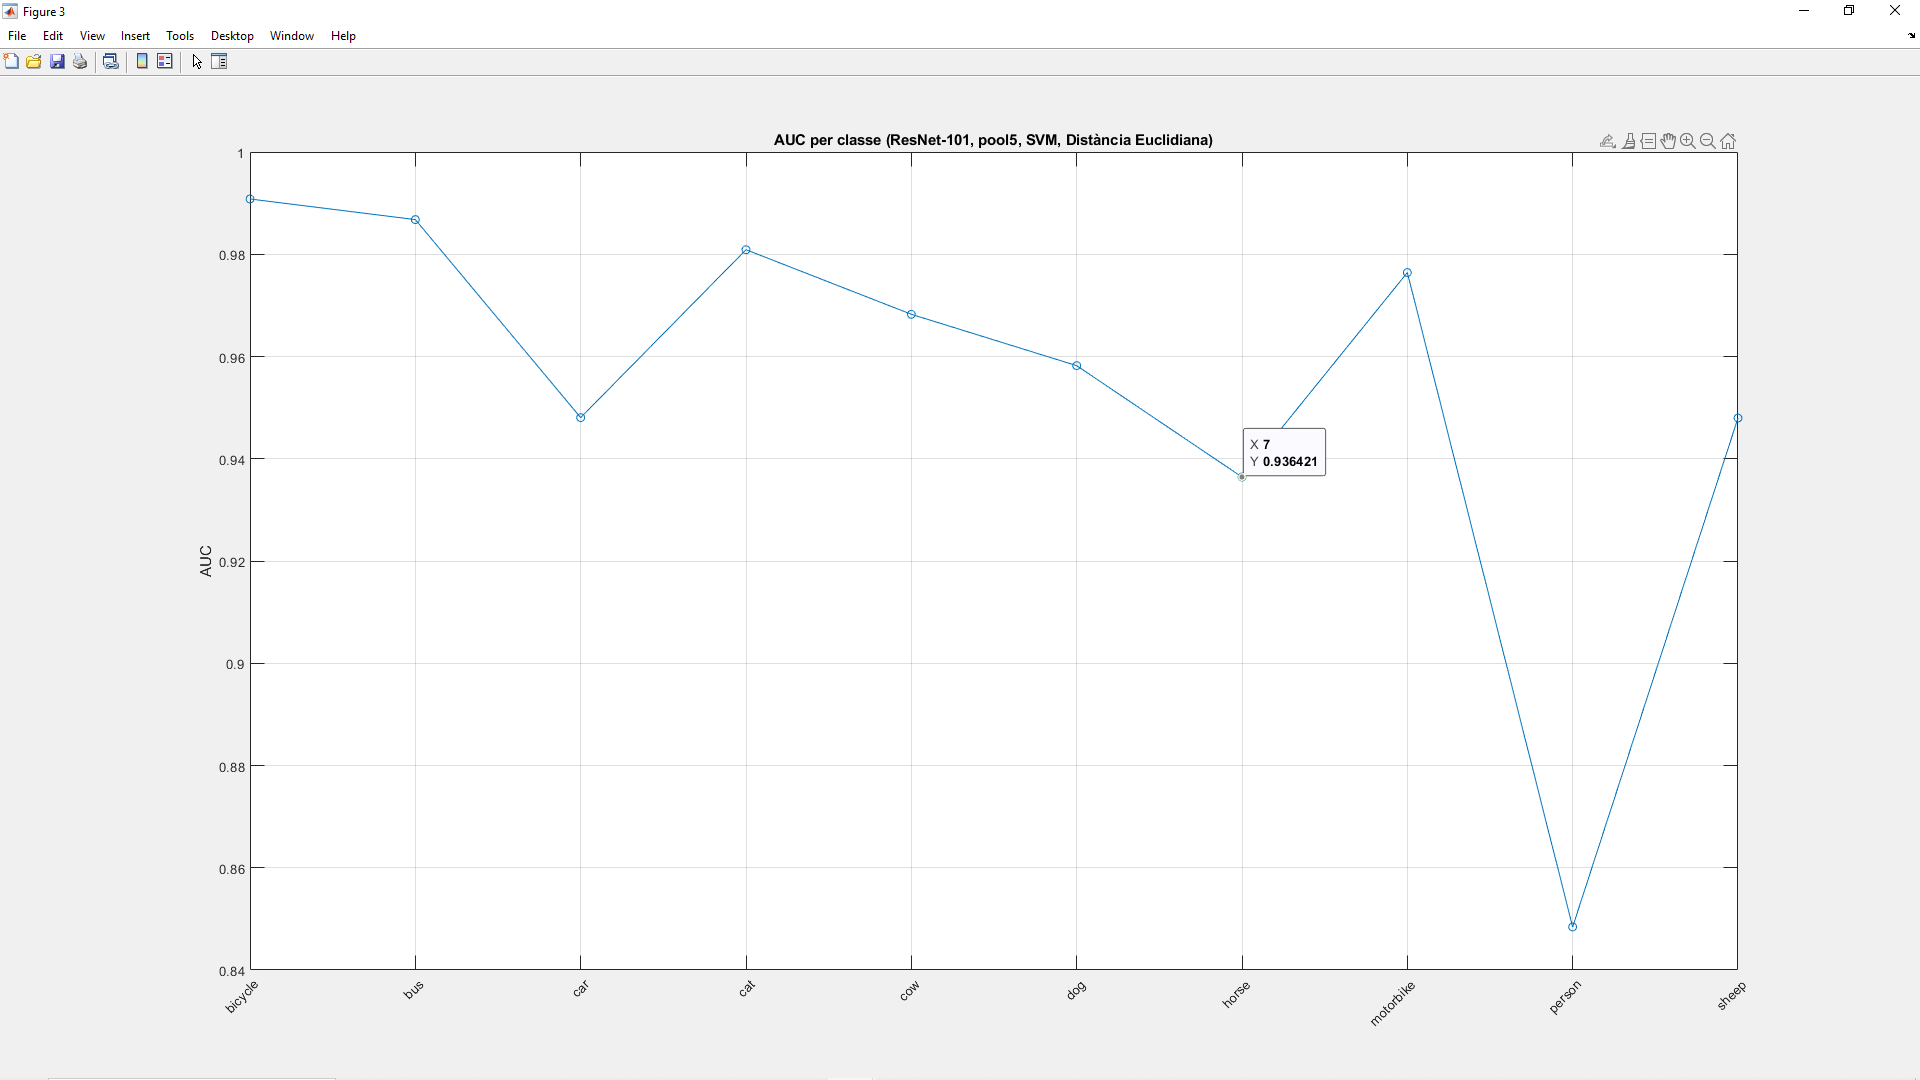 Figure 3
File Edit View Insert Tools Desktop Window Help
AUC per classe (ResNet-101, pool5, SVM, Distància Euclidiana)
1
0.98
0.96
0.94
0.92
0.9
0.88
0.86
0.84
AUC
X 7
Y 0.936421
bicycle
bus
car
cat
cow
dog
horse
motorbike
person
sheep